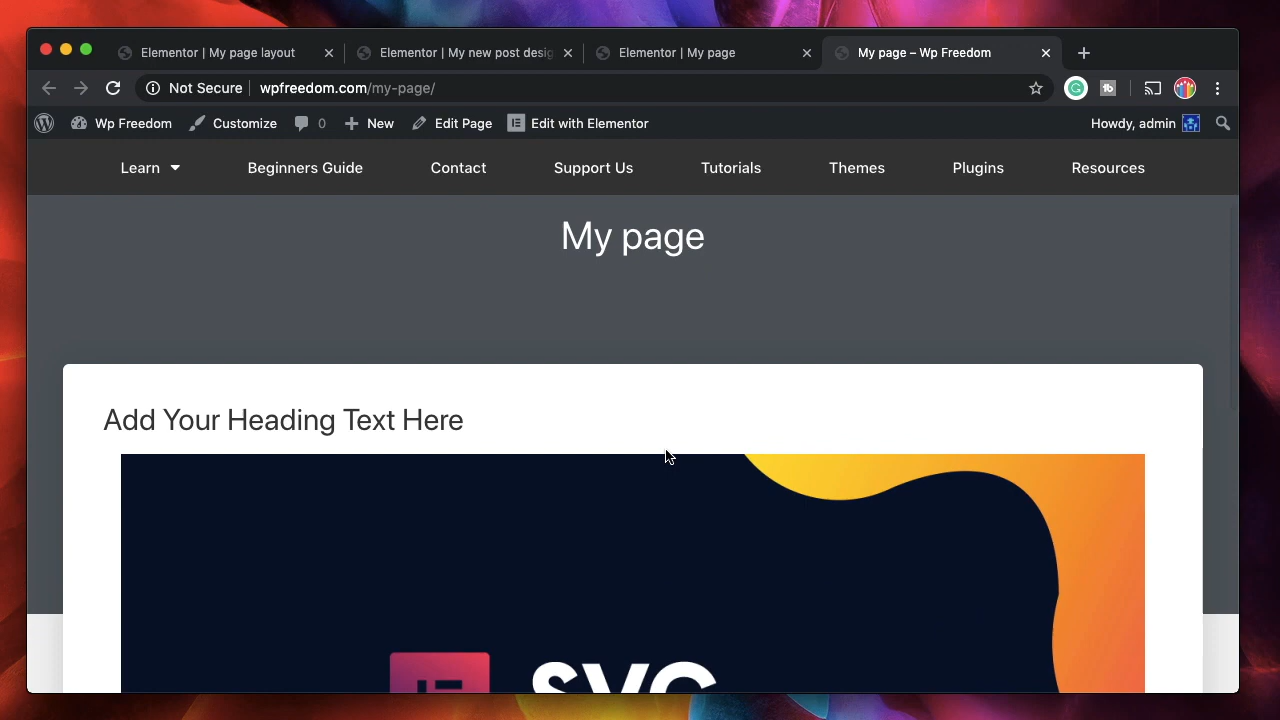 Elementor | My page layout
Elementor | My new post desig
Elementor | My page
My page – Wp Freedom
Not Secure
wpfreedom.com/my-page/
Wp Freedom
Customize
0
New
Edit Page
Edit with Elementor
Howdy, admin
Learn
Beginners Guide
Contact
Support Us
Tutorials
Themes
Plugins
Resources
My page
Add Your Heading Text Here
SVG